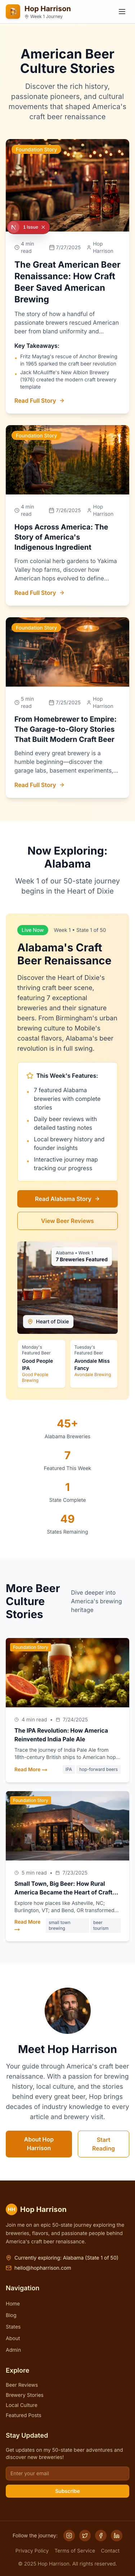 Hop Harrison
Week 1 Journey
American Beer
Culture Stories
Discover the rich history,
passionate pioneers, and cultural
movements that shaped America's
craft beer renaissance
Foundation Story
1 Issue
4 min
read
7/27/2025
Hop
Harrison
The Great American Beer
Renaissance: How Craft
Beer Saved American
Brewing
The story of how a handful of
passionate brewers rescued American
beer from bland uniformity and...
Key Takeaways:
Fritz Maytag's rescue of Anchor Brewing
in 1965 sparked the craft beer revolution
Jack McAuliffe's New Albion Brewery
(1976) created the modern craft brewery
template
Read Full Story
Foundation Story
4 min
read
7/26/2025
Hop
Harrison
Hops Across America: The
Story of America's
Indigenous Ingredient
From colonial herb gardens to Yakima
Valley hop farms, discover how
American hops evolved to define...
Read Full Story
Foundation Story
5 min
read
7/25/2025
Hop
Harrison
From Homebrewer to Empire:
The Garage-to-Glory Stories
That Built Modern Craft Beer
Behind every great brewery is a
humble beginning—discover the
garage labs, basement experiments,...
Read Full Story
Now Exploring:
Alabama
Week 1 of our 50-state journey
begins in the Heart of Dixie
Live Now
Week 1 • State 1 of 50
Alabama's Craft
Beer Renaissance
Discover the Heart of Dixie's
thriving craft beer scene,
featuring 7 exceptional
breweries and their stories.
From Birmingham's urban
brewing culture to Mobile's
coastal flavors, Alabama's beer
revolution is in full swing.
This Week's Features:
7 featured Alabama
breweries with complete
stories
Daily beer reviews with
detailed tasting notes
Local brewery history and
founder insights
Interactive journey map
tracking our progress
Read Alabama Story
View Beer Reviews
Alabama • Week 1
7 Breweries Featured
Heart of Dixie
Monday's
Featured Beer
Good People
IPA
Good People
Brewing
Tuesday's
Featured Beer
Avondale Miss
Fancy
Avondale Brewing
45+
Alabama Breweries
7
Featured This Week
1
State Complete
49
States Remaining
More Beer
Culture
Stories
Dive deeper into
America's brewing
heritage
Foundation Story
4 min read • 7/24/2025
The IPA Revolution: How America
Reinvented India Pale Ale
Trace the journey of India Pale Ale from
18th-century British ships to American hop...
Read More
IPA
hop-forward beers
Foundation Story
5 min read • 7/23/2025
Small Town, Big Beer: How Rural
America Became the Heart of Craft...
Explore how places like Asheville, NC;
Burlington, VT; and Bend, OR transformed...
Read More
small town
brewing
beer
tourism
Meet Hop Harrison
Your guide through America's craft beer
renaissance. With a passion for brewing
history, local culture, and the stories
behind every great beer, Hop brings
decades of industry experience to each
article and brewery visit.
About Hop
Harrison
Start
Reading
HH
Hop Harrison
Join me on an epic 50-state journey exploring the
breweries, flavors, and passionate people behind
America's craft beer renaissance.
Currently exploring: Alabama (State 1 of 50)
hello@hopharrison.com
Navigation
Home
Blog
States
About
Admin
Explore
Beer Reviews
Brewery Stories
Local Culture
Featured Posts
Stay Updated
Get updates on my 50-state beer adventures and
discover new breweries!
Enter your email
Subscribe
Follow the journey:
Privacy Policy
Terms of Service
Contact
© 2025 Hop Harrison. All rights reserved.